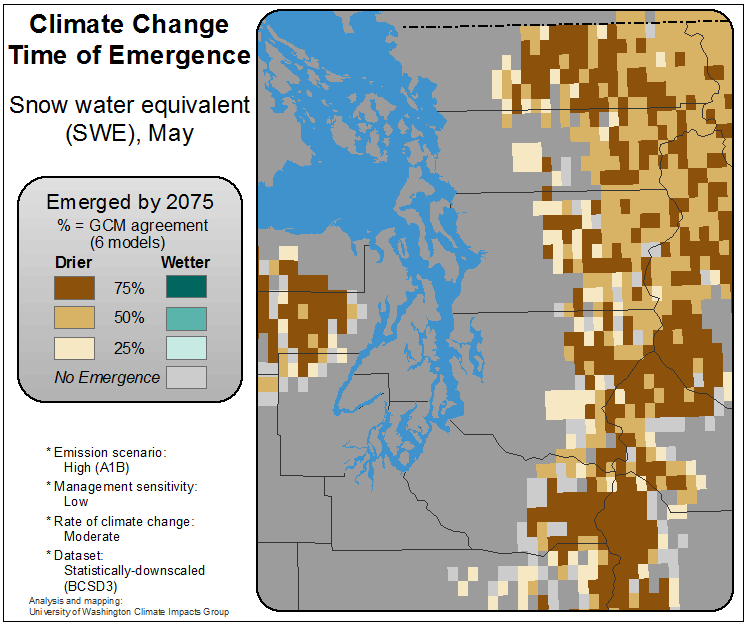 Climate Change
Time of Emergence
Snow water equivalent
(SWE), May
Emerged by 2075
% = GCM agreement
(6 models)
Drier Wetter
75%
50%
25%
No Emergence
* Emission scenario:
High (A1B)
* Management sensitivity:
Low
* Rate of climate change:
Moderate
* Dataset:
Statistically-downscaled
(BCSD3)
Analysis and mapping:
University of Washington Climate Impacts Group